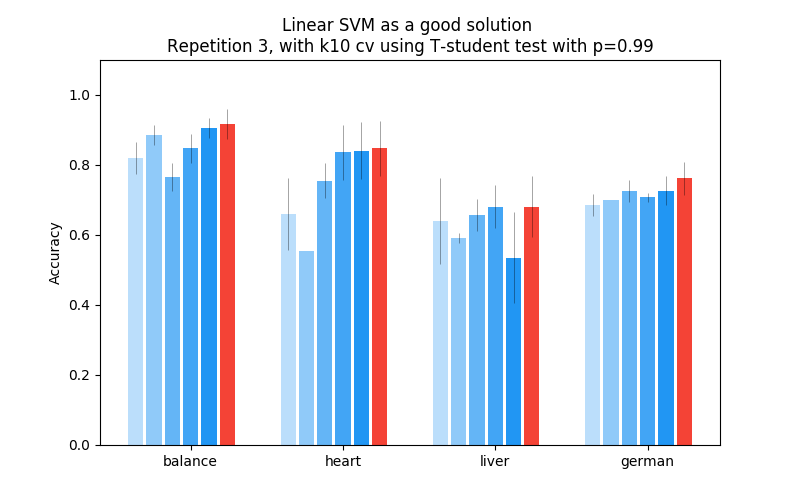 Linear SVM as a good solution
Repetition 3, with k10 cv using T-student test with p=0.99
Accuracy
1.0
0.8
0.6
0.4
0.2
0.0
balance heart liver german